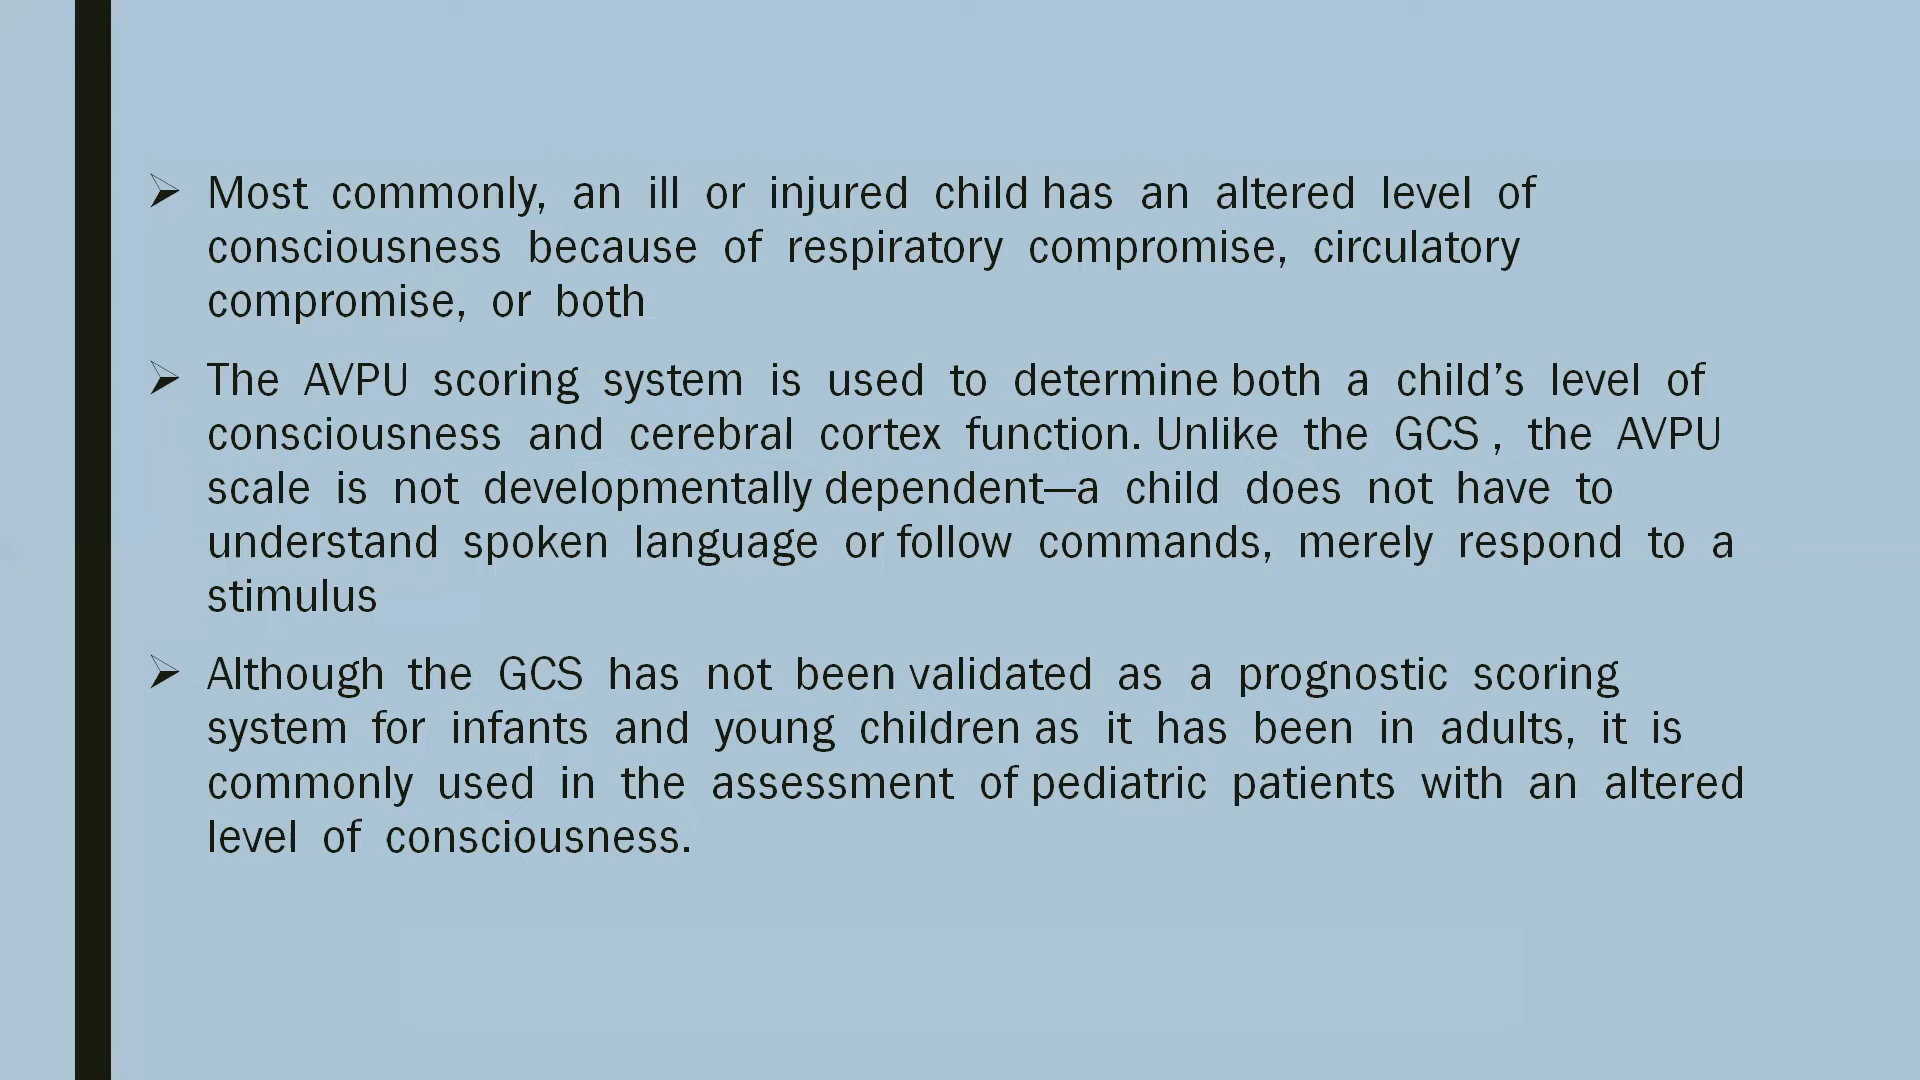 ➢ Most commonly, an ill or injured child has an altered level of
consciousness because of respiratory compromise, circulatory
compromise, or both
➢ The AVPU scoring system is used to determine both a child’s level of
consciousness and cerebral cortex function. Unlike the GCS , the AVPU
scale is not developmentally dependent—a child does not have to
understand spoken language or follow commands, merely respond to a
stimulus
➢ Although the GCS has not been validated as a prognostic scoring
system for infants and young children as it has been in adults, it is
commonly used in the assessment of pediatric patients with an altered
level of consciousness.